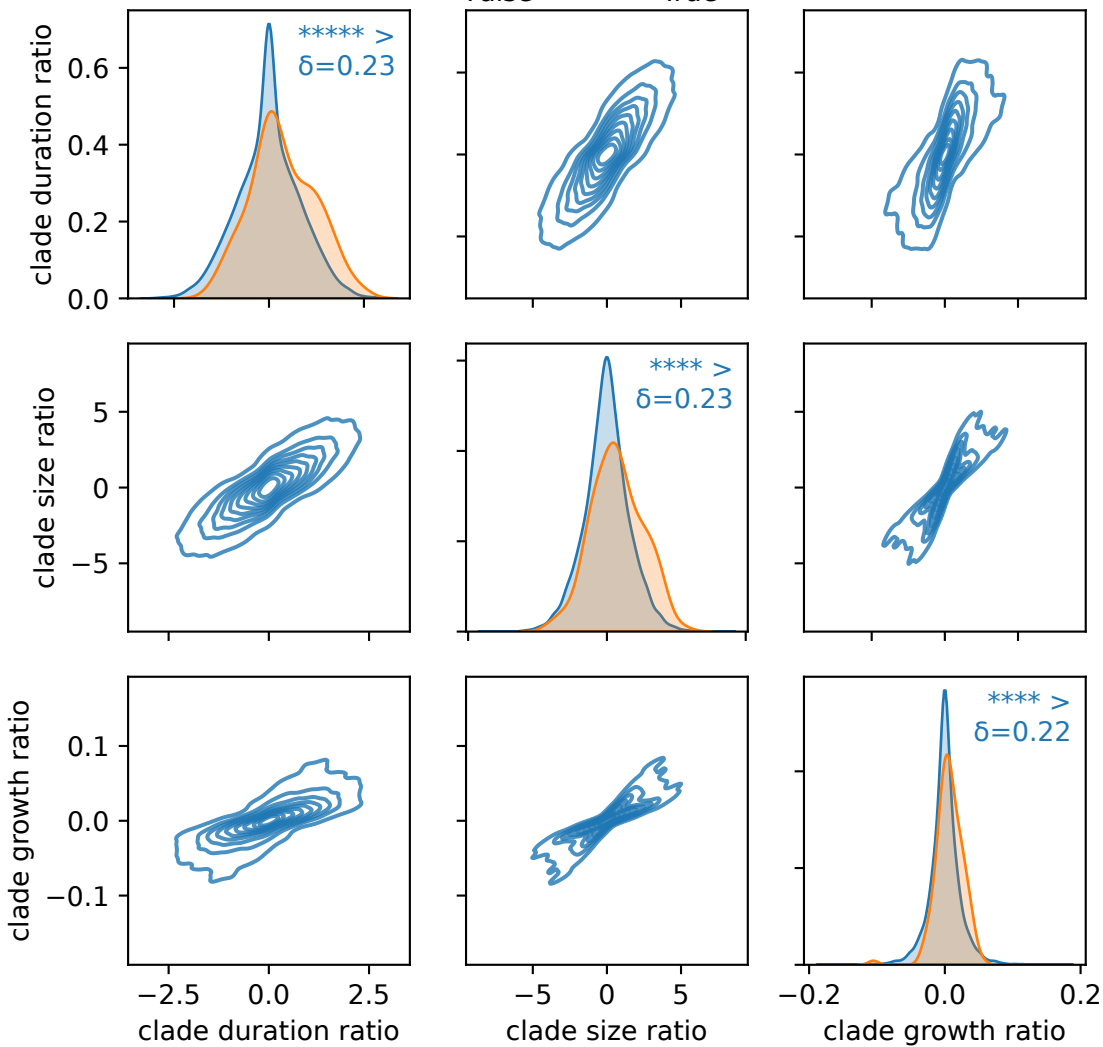 clade duration ratio
0.6
0.4
0.2
0.0
***** >
δ=0.23
clade size ratio
5
0
−5
**** >
δ=0.23
clade growth ratio
0.1
0.0
−0.1
**** >
δ=0.22
−2.5 0.0 2.5
clade duration ratio
−5 0 5
clade size ratio
−0.2 0.0 0.2
clade growth ratio